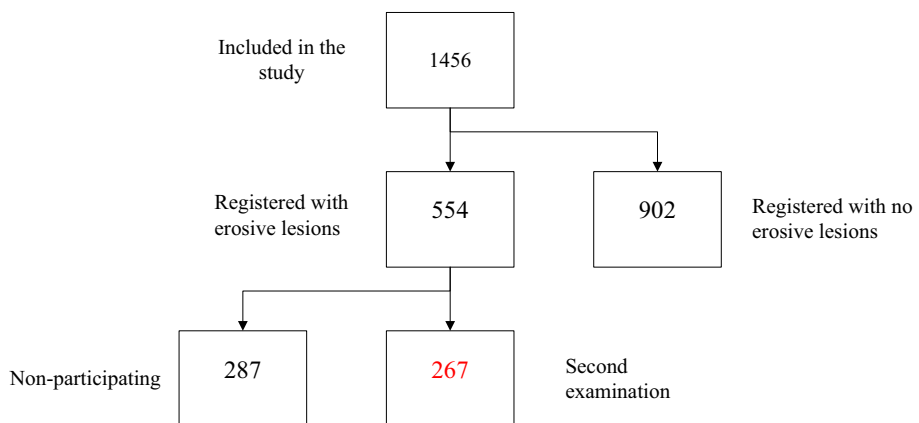 Included in the
study
1456
Registered with
erosive lesions
554
902
Registered with no
erosive lesions
Non-participating
287
267
Second
examination